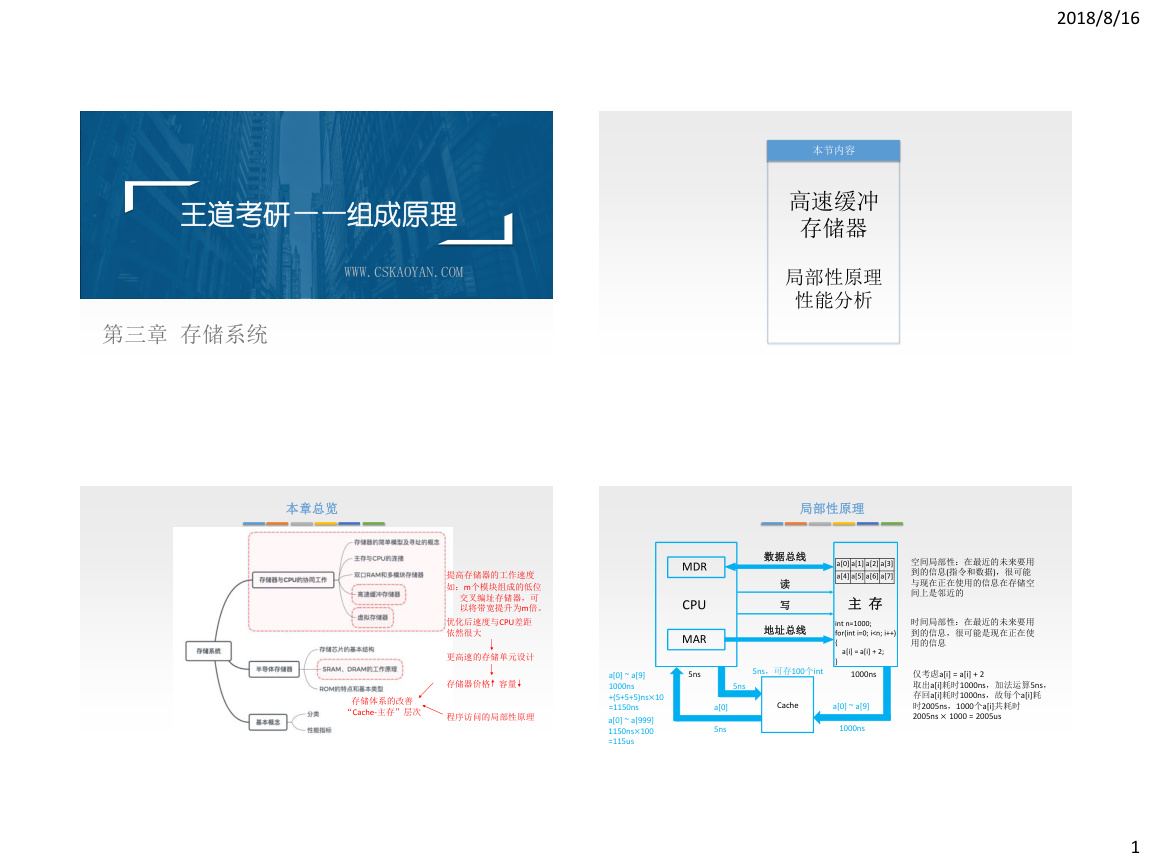 2018/8/16
王道考研——组成原理
WWW.CSKAOYAN.COM
第三章 存储系统
本节内容
高速缓冲
存储器
局部性原理
性能分析
本章总览
存储器的简单模型及寻址的概念
主存与CPU的连接
存储器与CPU的协同工作
双口RAM和多模块存储器
高速缓冲存储器
虚拟存储器
存储系统
存储芯片的基本结构
半导体存储器
SRAM、DRAM的工作原理
ROM的特点和基本类型
基本概念
分类
性能指标
提高存储器的工作速度
如：m个模块组成的低位
交叉编址存储器，可
以将带宽提升为m倍。
优化后速度与CPU差距
依然很大
更高速的存储单元设计
存储器价格↑ 容量↓
存储体系的改善
“Cache-主存”层次
程序访问的局部性原理
局部性原理
MDR
CPU
MAR
数据总线
读
写
地址总线
a[0] a[1] a[2] a[3]
a[4] a[5] a[6] a[7]
主 存
int n=1000;
for(int i=0; i<n; i++)
{
a[i] = a[i] + 2;
}
空间局部性：在最近的未来要用
到的信息(指令和数据)，很可能
与现在正在使用的信息在存储空
间上是邻近的
时间局部性：在最近的未来要用
到的信息，很可能是现在正在使
用的信息
仅考虑a[i] = a[i] + 2
取出a[i]耗时1000ns，加法运算5ns，
存回a[i]耗时1000ns，故每个a[i]耗
时2005ns，1000个a[i]共耗时
2005ns × 1000 = 2005us
a[0] ~ a[9]
1000ns
+(5+5+5)ns×10
=1150ns
a[0] ~ a[999]
1150ns×100
=115us
5ns
5ns，可存100个int
1000ns
5ns
a[0]
5ns
Cache
a[0] ~ a[9]
1000ns
1